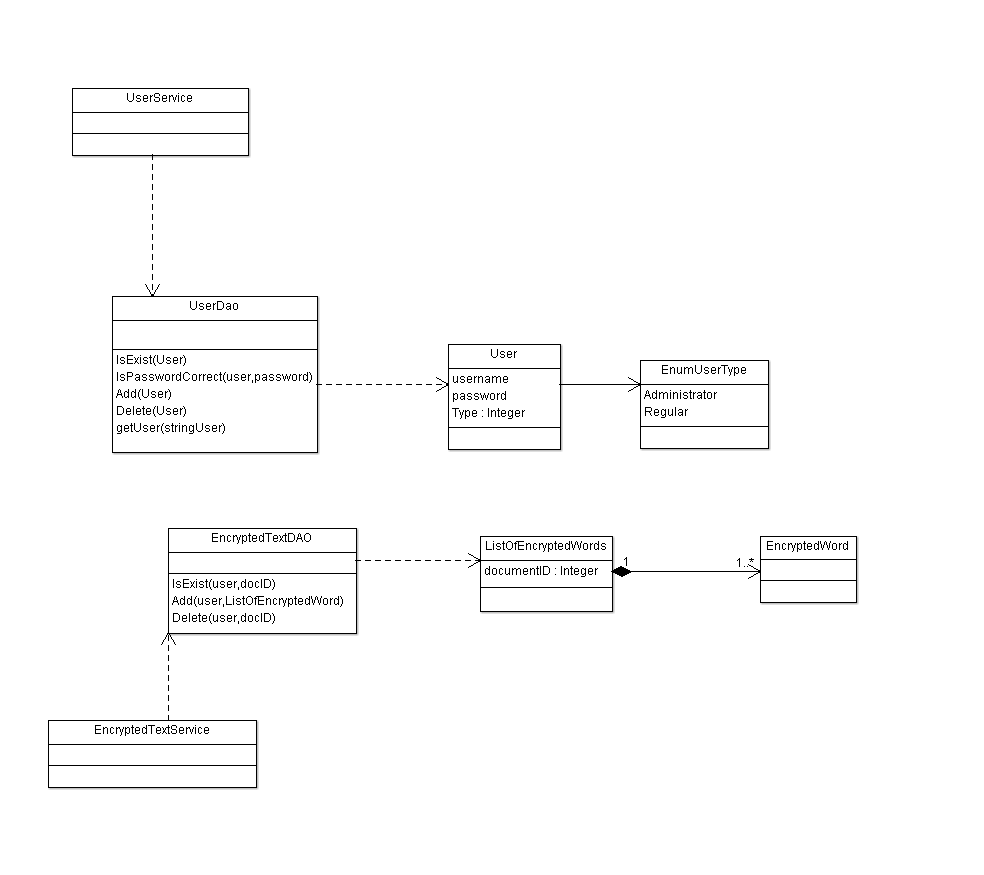 UserService
UserDao
IsExist(User)
IsPasswordCorrect(user,password)
Add(User)
Delete(User)
getUser(stringUser)
User
username
password
Type : Integer
EnumUserType
Administrator
Regular
EncryptedTextDAO
IsExist(user,docID)
Add(user,ListOfEncryptedWord)
Delete(user,docID)
ListOfEncryptedWords
documentID : Integer
1
1..*
EncryptedWord
EncryptedTextService